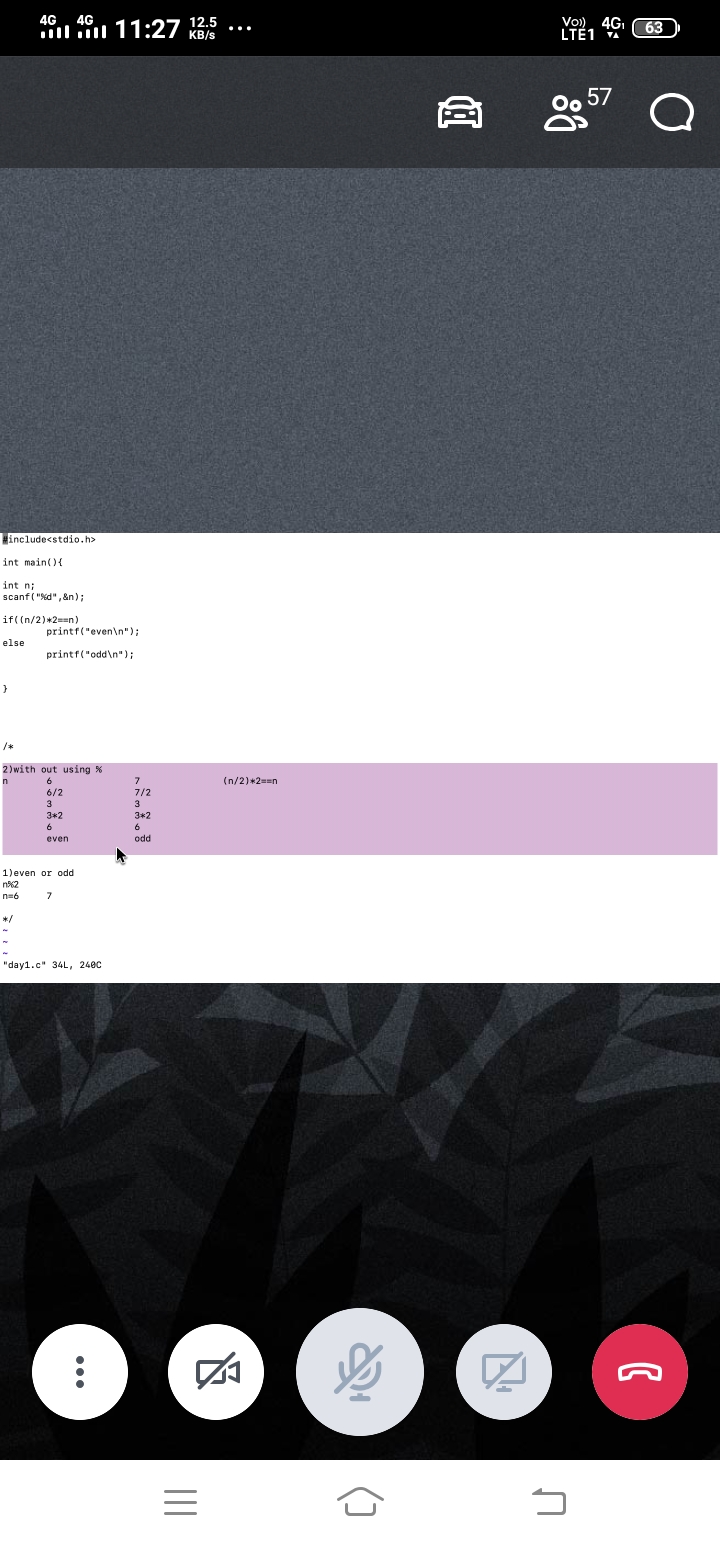 4G 4G 11:27 12.5 KB/s ... Vo)) LTE1 4G1 63
57
#include<stdio.h>
int main(){
int n;
scanf("%d",&n);
if((n/2)*2==n)
printf("even\n");
else
printf("odd\n");
}
/*
2)with out using %
n 6 7 (n/2)*2==n
6/2 7/2
3 3
3*2 3*2
6 6
even odd
1)even or odd
n%2
n=6 7
*/
~
~
~
"day1.c" 34L, 240C